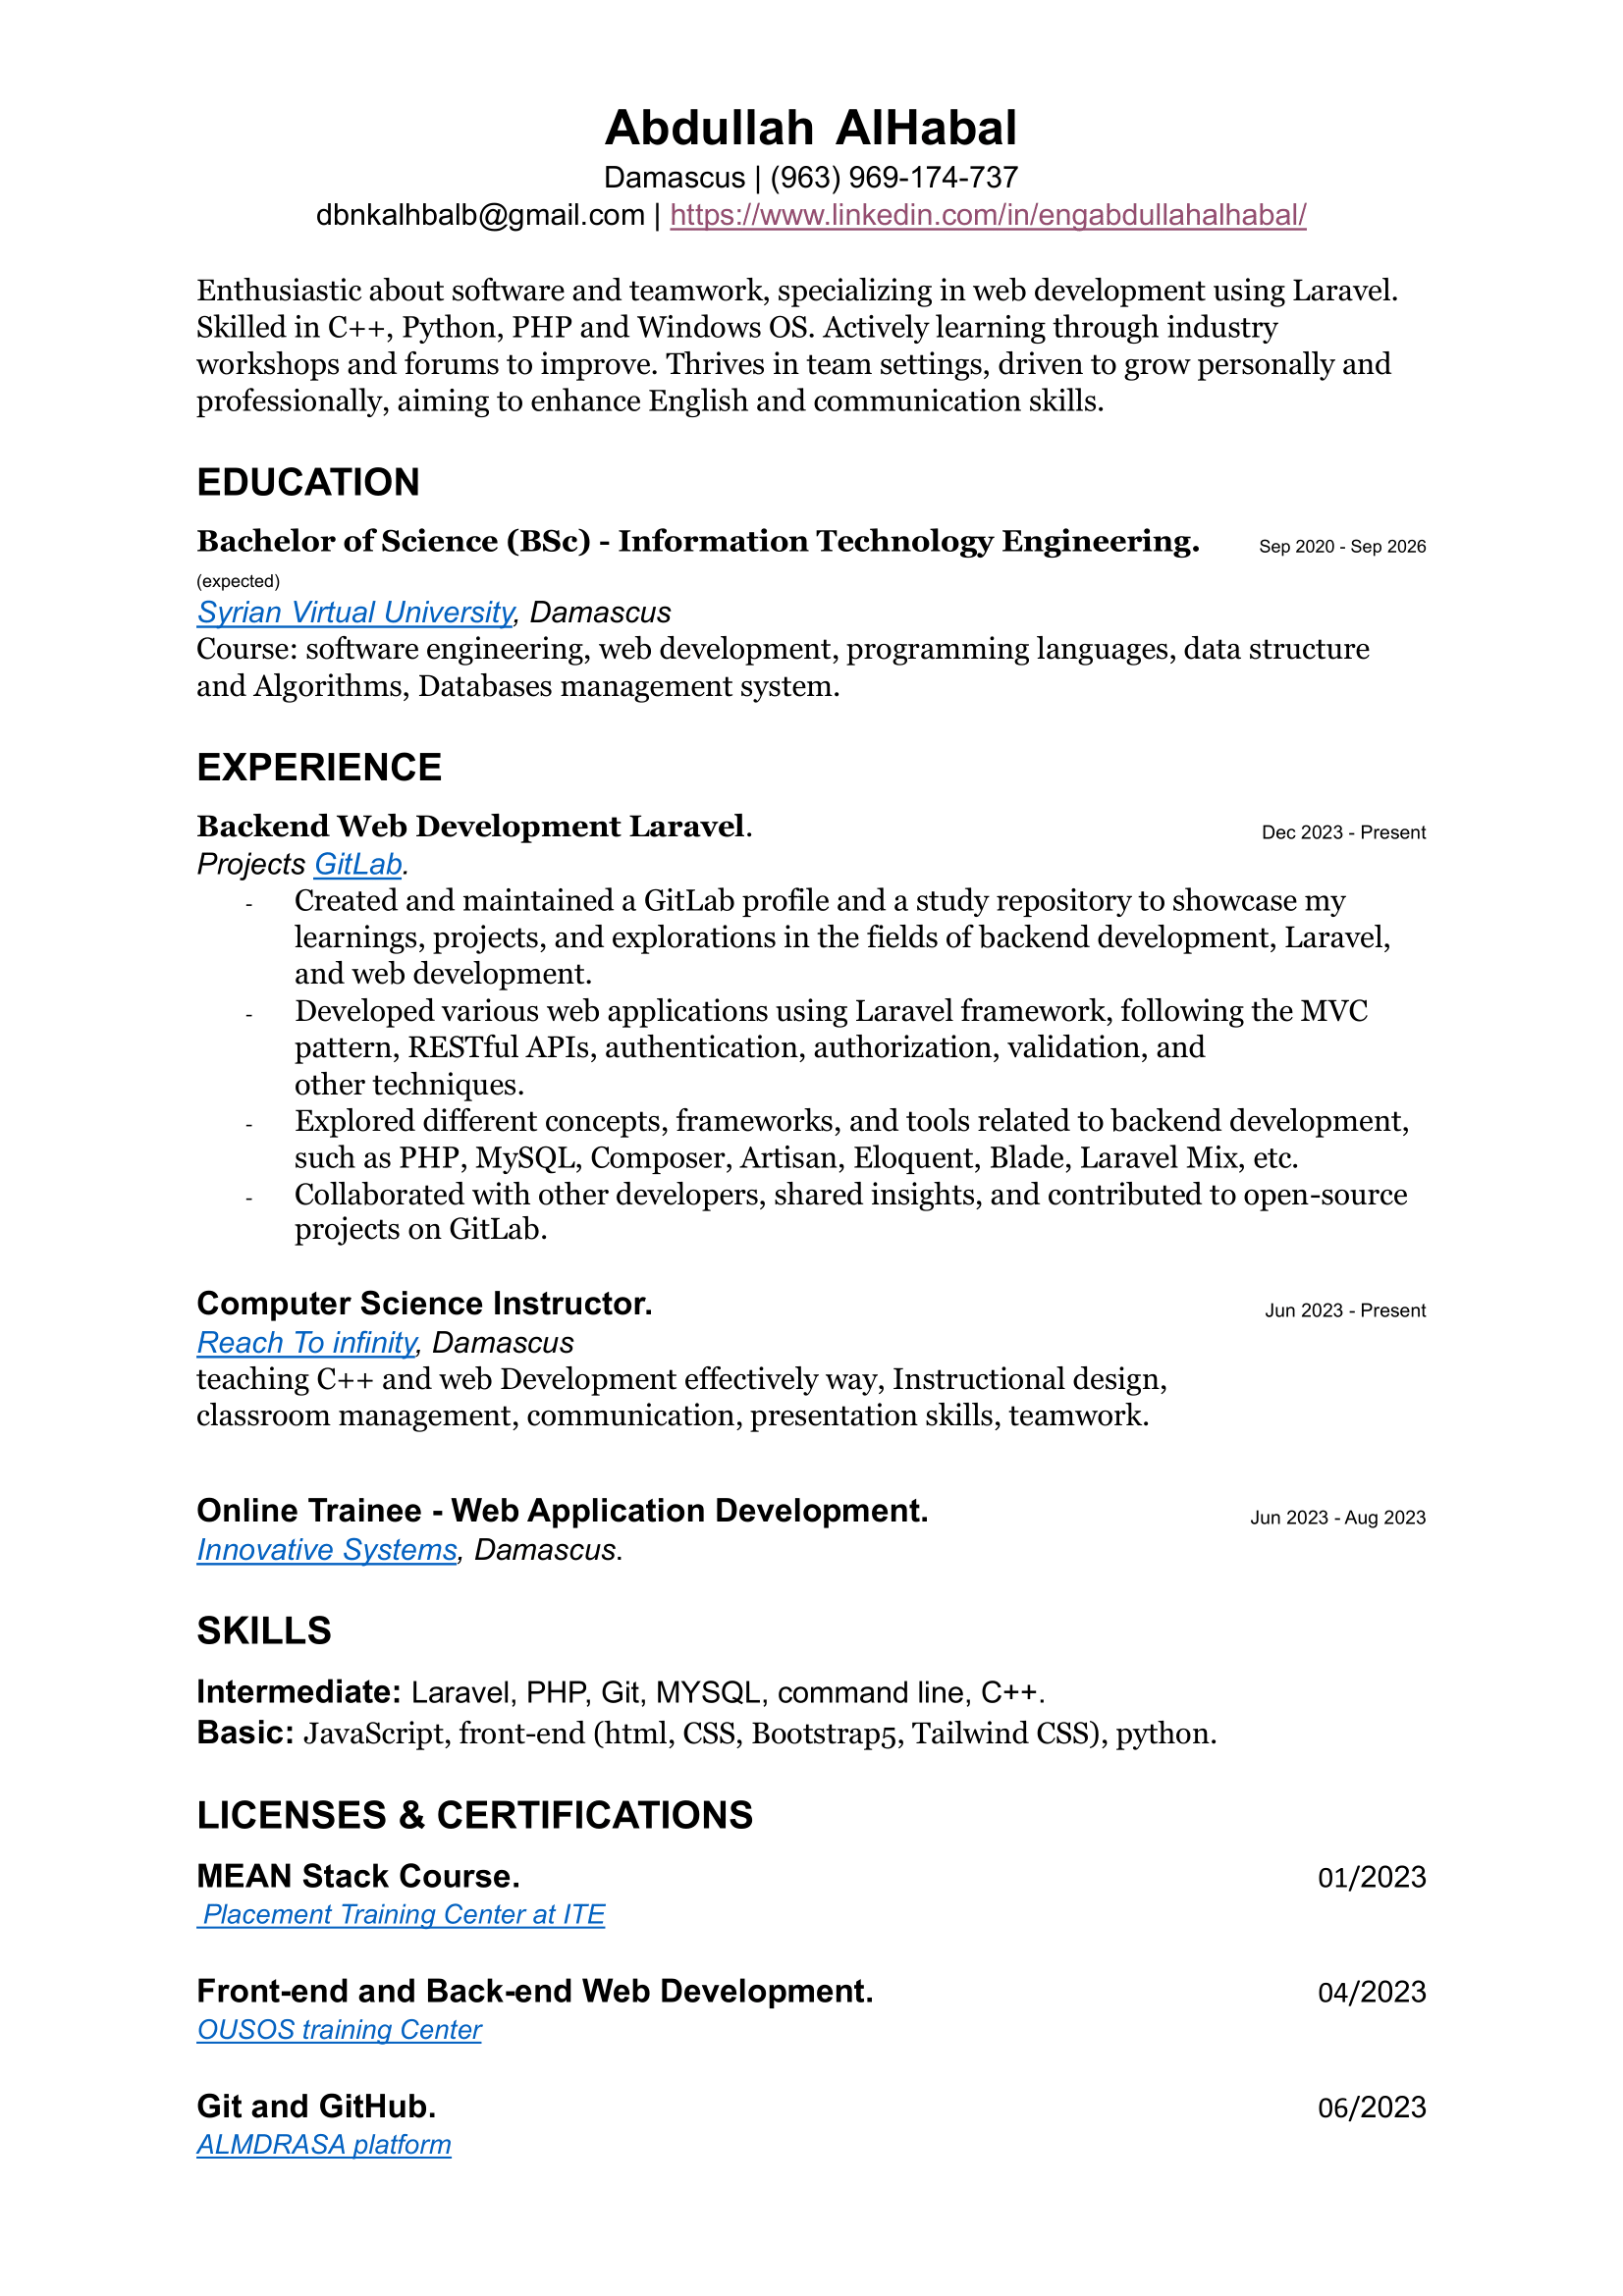 Abdullah AlHabal
Damascus | (963) 969-174-737
dbnkalhbalb@gmail.com | https://www.linkedin.com/in/engabdullahalhabal/
Enthusiastic about software and teamwork, specializing in web development using Laravel.
Skilled in C++, Python, PHP and Windows OS. Actively learning through industry
workshops and forums to improve. Thrives in team settings, driven to grow personally and
professionally, aiming to enhance English and communication skills.
EDUCATION
Bachelor of Science (BSc) - Information Technology Engineering. Sep 2020 - Sep 2026
(expected)
Syrian Virtual University, Damascus
Course: software engineering, web development, programming languages, data structure
and Algorithms, Databases management system.
EXPERIENCE
Backend Web Development Laravel. Dec 2023 - Present
Projects GitLab.
- Created and maintained a GitLab profile and a study repository to showcase my
learnings, projects, and explorations in the fields of backend development, Laravel,
and web development.
- Developed various web applications using Laravel framework, following the MVC
pattern, RESTful APIs, authentication, authorization, validation, and
other techniques.
- Explored different concepts, frameworks, and tools related to backend development,
such as PHP, MySQL, Composer, Artisan, Eloquent, Blade, Laravel Mix, etc.
- Collaborated with other developers, shared insights, and contributed to open-source
projects on GitLab.
Computer Science Instructor. Jun 2023 - Present
Reach To infinity, Damascus
teaching C++ and web Development effectively way, Instructional design,
classroom management, communication, presentation skills, teamwork.
Online Trainee - Web Application Development. Jun 2023 - Aug 2023
Innovative Systems, Damascus.
SKILLS
Intermediate: Laravel, PHP, Git, MYSQL, command line, C++.
Basic: JavaScript, front-end (html, CSS, Bootstrap5, Tailwind CSS), python.
LICENSES & CERTIFICATIONS
MEAN Stack Course. 01/2023
Placement Training Center at ITE
Front-end and Back-end Web Development. 04/2023
OUSOS training Center
Git and GitHub. 06/2023
ALMDRASA platform